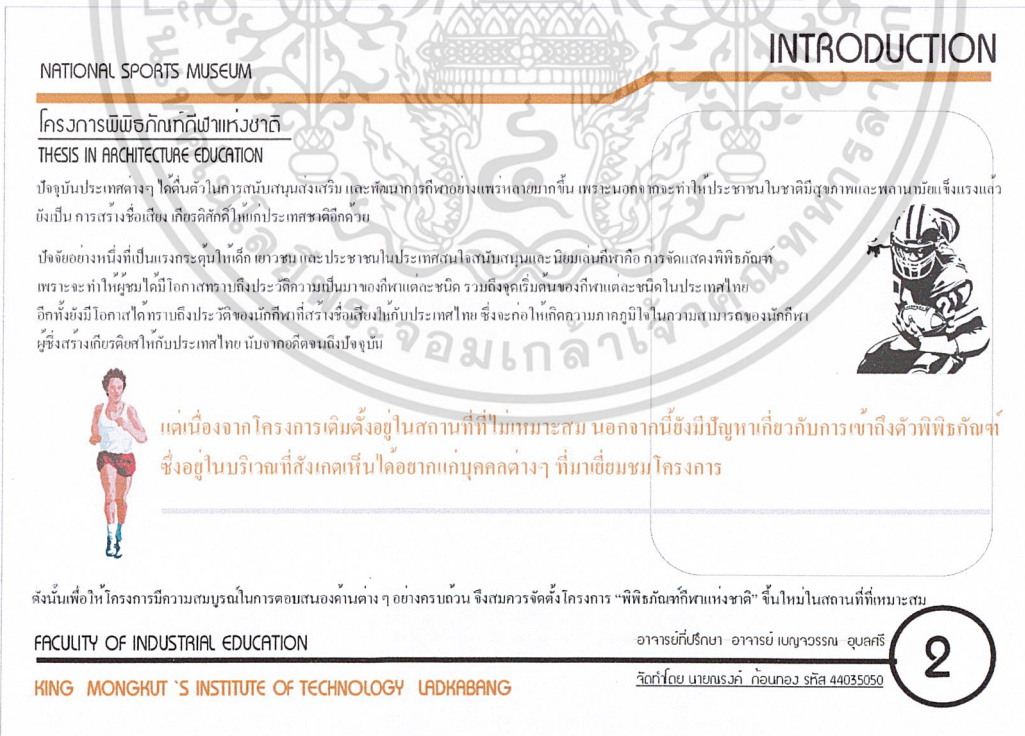 INTRODUCTION
NATIONAL SPORTS MUSEUM
โครงการพิพิธภัณฑ์กีฬาแห่งชาติ
THESIS IN ARCHITECTURE EDUCATION
ปัจจุบันประเทศต่างๆ ได้ตื่นตัวในการสนับสนุนส่งเสริม และพัฒนาการกีฬาอย่างแพร่หลายมากขึ้น เพราะนอกจากจะทำให้ประชาชนในชาติมีสุขภาพและพลานามัยแข็งแรงแล้ว
ยังเป็น การสร้างชื่อเสียง เกียรติศักดิ์ให้แก่ประเทศชาติอีกด้วย
ปัจจัยอย่างหนึ่งที่เป็นแรงกระตุ้นให้เด็ก เยาวชน และประชาชนในประเทศสนใจสนับสนุนและนิยมเล่นกีฬาคือ การจัดแสดงพิพิธภัณฑ์
เพราะจะทำให้ผู้ชมได้มีโอกาสทราบถึงประวัติความเป็นมาของกีฬาแต่ละชนิด รวมถึงจุดเริ่มต้นของกีฬาแต่ละชนิดในประเทศไทย
อีกทั้งยังมีโอกาสได้ทราบถึงประวัติของนักกีฬาที่สร้างชื่อเสียงให้กับประเทศไทย ซึ่งจะก่อให้เกิดความภาคภูมิใจในความสามารถของนักกีฬา
ผู้ซึ่งสร้างเกียรติยศให้กับประเทศไทย นับจากอดีตจนถึงปัจจุบัน
แต่เนื่องจากโครงการเดิมตั้งอยู่ในสถานที่ที่ไม่เหมาะสม นอกจากนี้ยังมีปัญหาเกี่ยวกับการเข้าถึงตัวพิพิธภัณฑ์
ซึ่งอยู่ในบริเวณที่สังเกตเห็นได้อยากแก่บุคคลต่างๆ ที่มาเยี่ยมชมโครงการ
ดังนั้นเพื่อให้โครงการมีความสมบูรณ์ในการตอบสนองด้านต่าง ๆ อย่างครบถ้วน จึงสมควรจัดตั้งโครงการ “พิพิธภัณฑ์กีฬาแห่งชาติ” ขึ้นใหม่ในสถานที่ที่เหมาะสม
FACULITY OF INDUSTRIAL EDUCATION
อาจารย์ที่ปรึกษา อาจารย์ เบญจวรรณ อุบลศรี
2
KING MONGKUT `S INSTITUTE OF TECHNOLOGY LADKABANG
จัดทำโดย นายณรงค์ ก้อนทอง รหัส 44035050